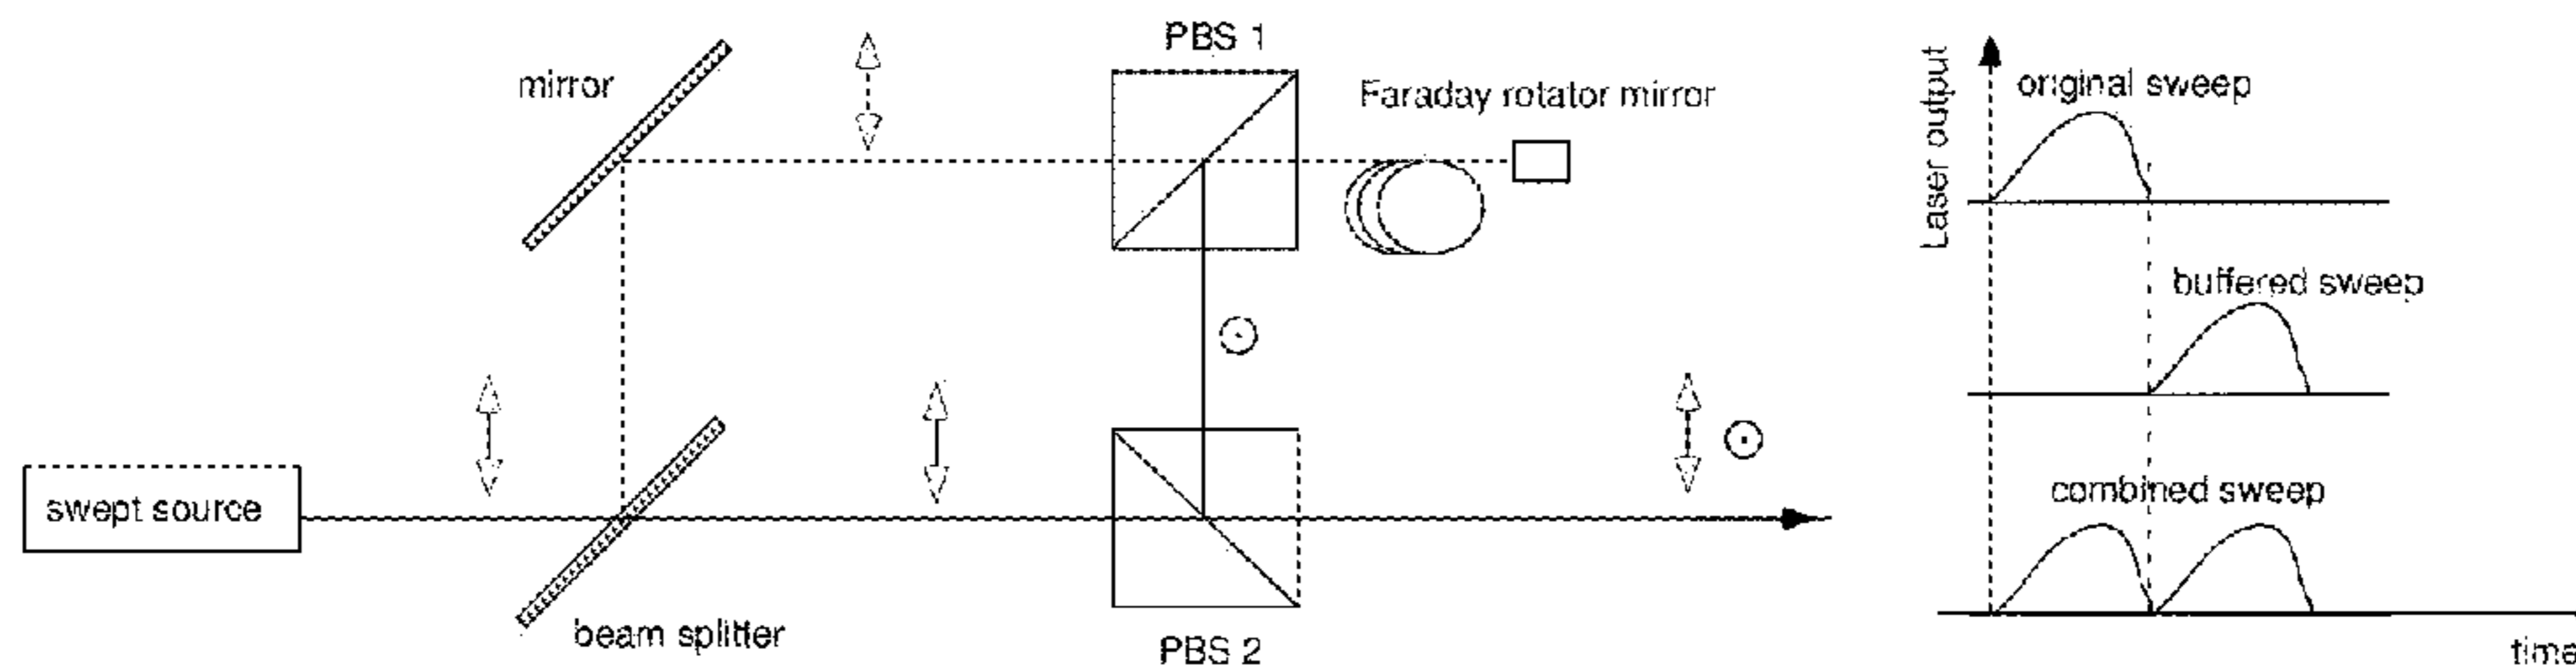 PBS 1
mirror
Faraday rotator mirror
swept source
beam splitter
PBS 2
Laser output
original sweep
buffered sweep
combined sweep
time